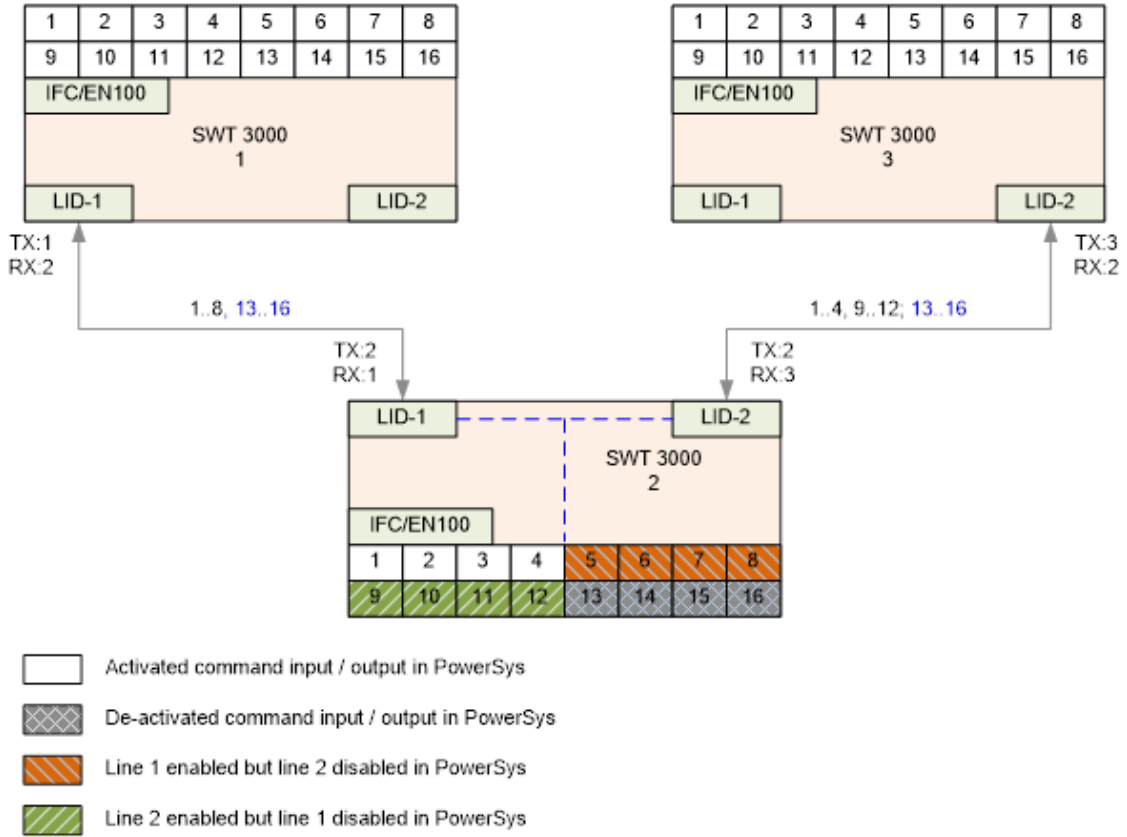 1 2 3 4 5 6 7 8
9 10 11 12 13 14 15 16
IFC/EN100
SWT 3000
1
LID-1 LID-2
TX:1
RX:2
1 2 3 4 5 6 7 8
9 10 11 12 13 14 15 16
IFC/EN100
SWT 3000
3
LID-1 LID-2
TX:3
RX:2
1..8, 13..16
1..4, 9..12; 13..16
TX:2
RX:1
TX:2
RX:3
LID-1 LID-2
SWT 3000
2
IFC/EN100
1 2 3 4 5 6 7 8
9 10 11 12 13 14 15 16
Activated command input / output in PowerSys
De-activated command input / output in PowerSys
Line 1 enabled but line 2 disabled in PowerSys
Line 2 enabled but line 1 disabled in PowerSys